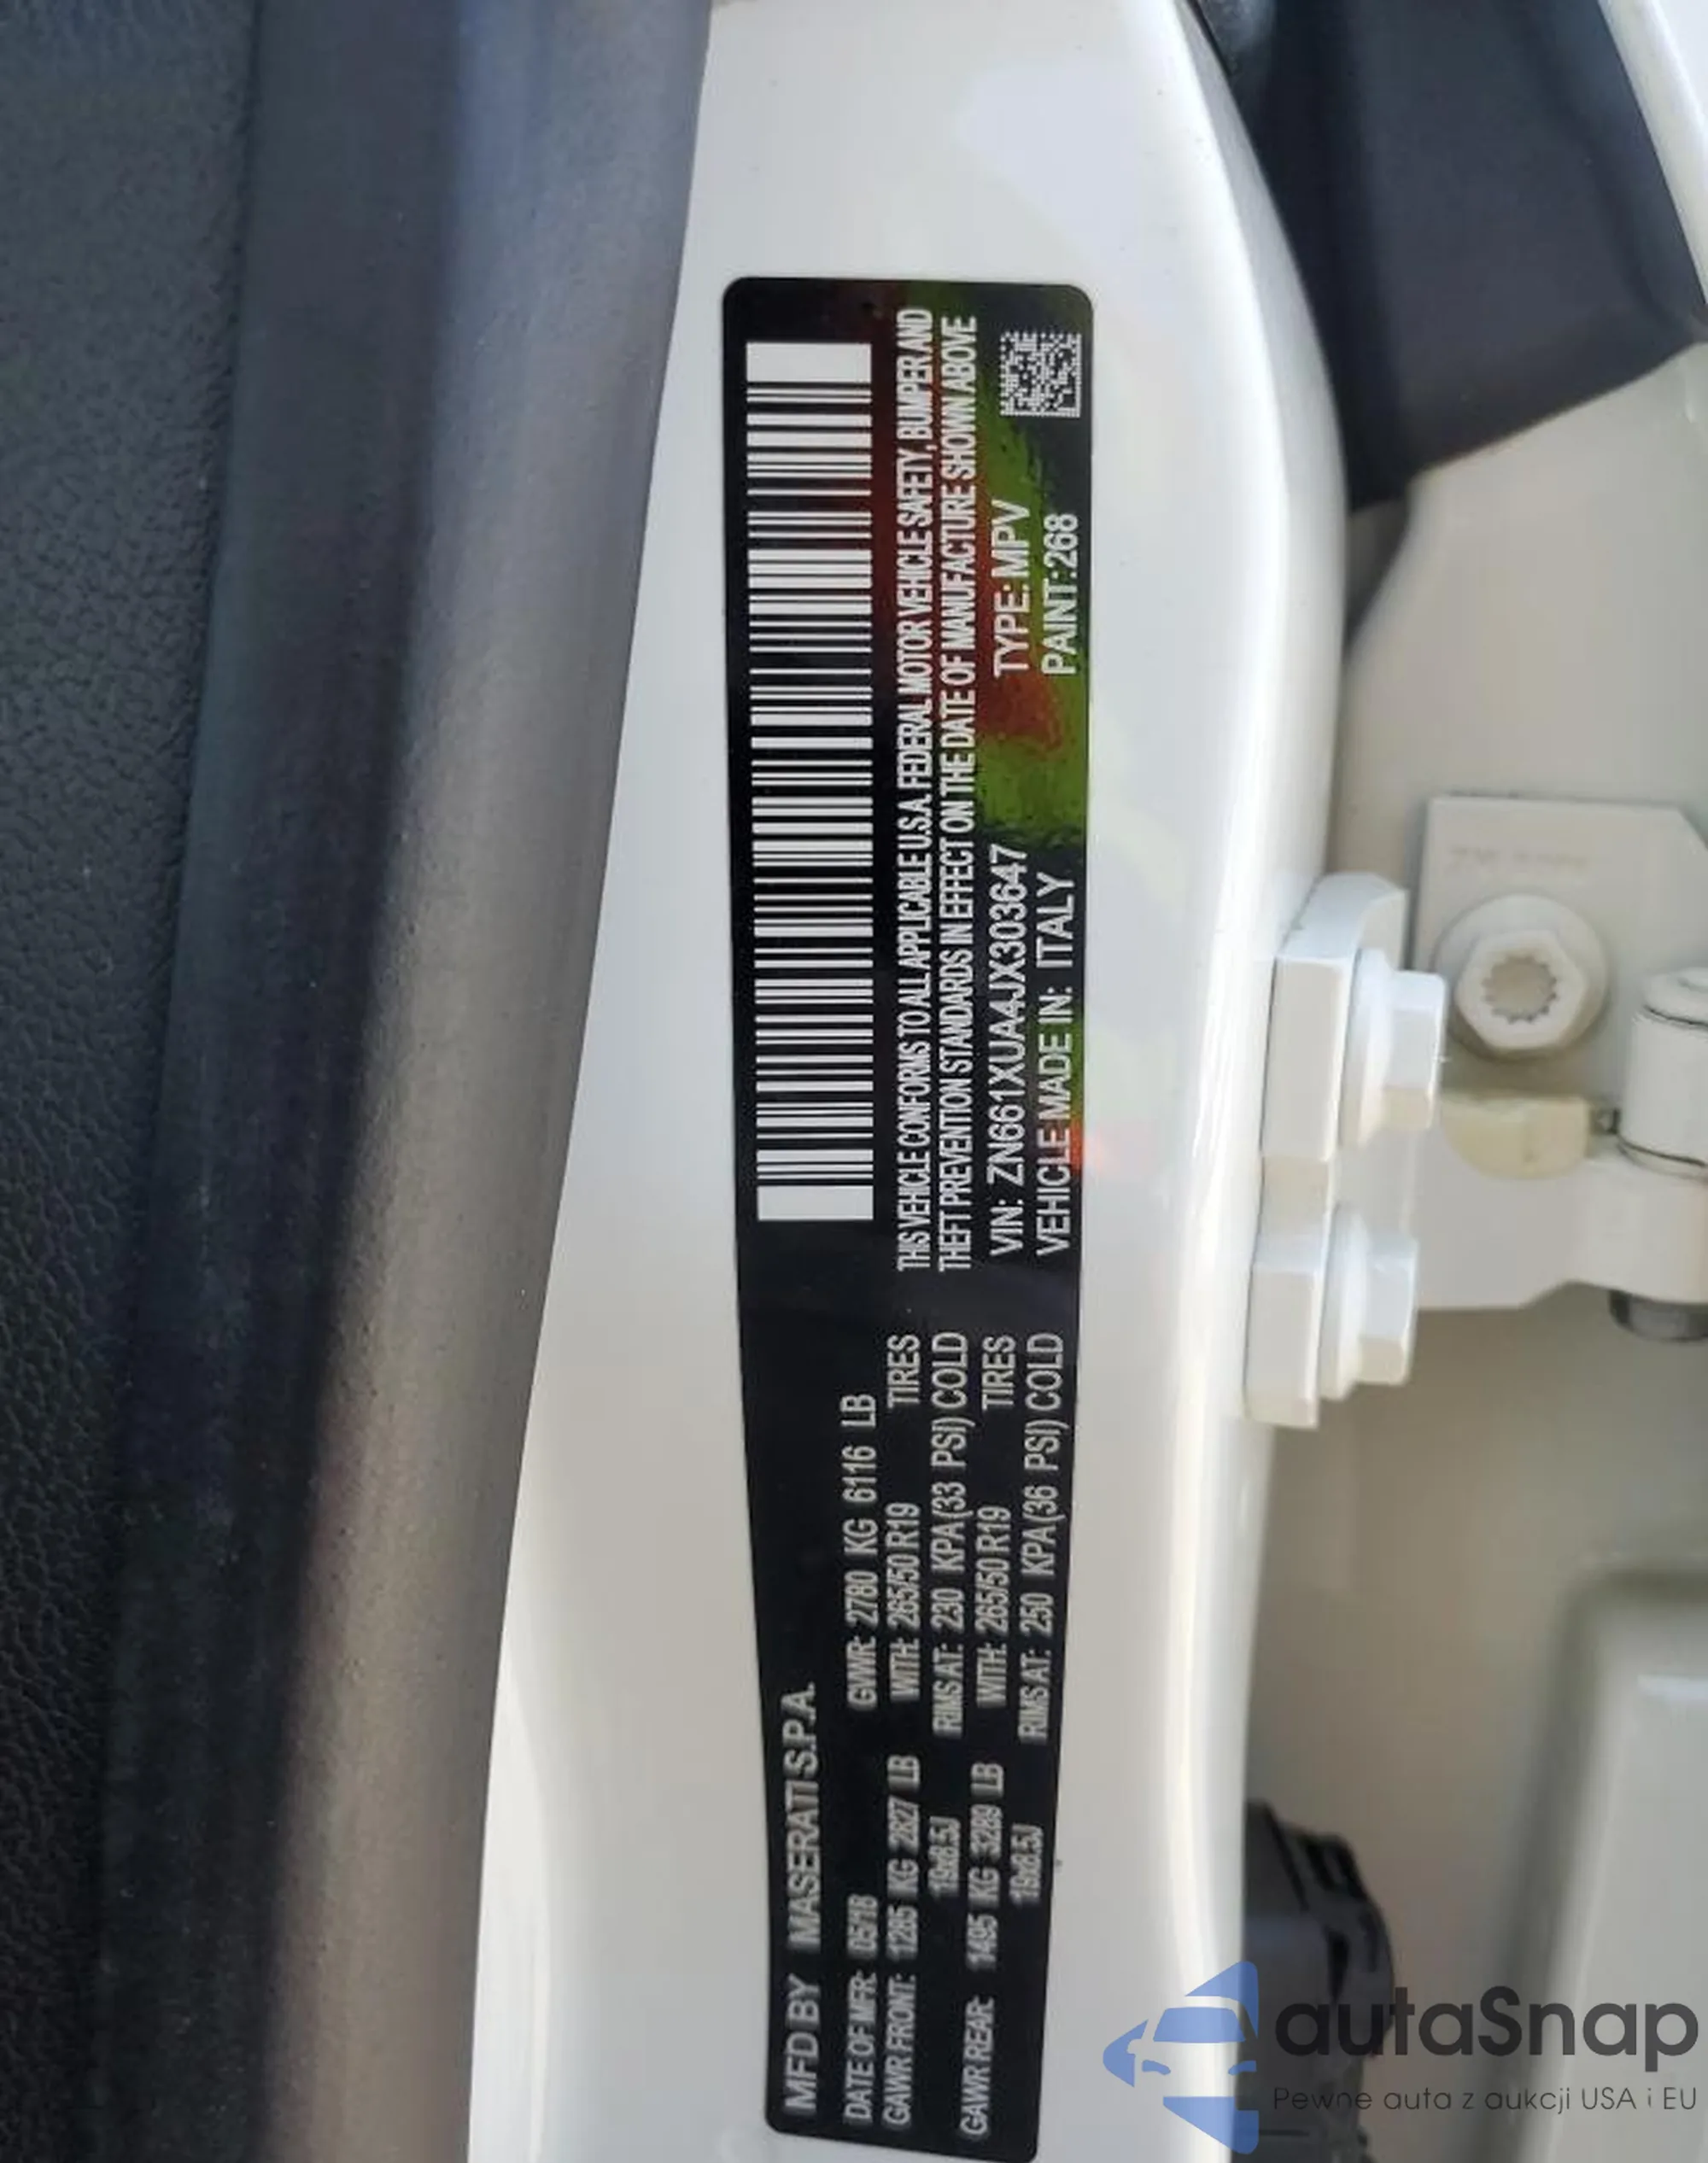 MFD BY MASERATI S.P.A.
DATE OF MFR: 05/18 GVWR: 2780 KG 6116 LB
GAWR FRONT: 1285 KG 2827 LB WITH: 265/50 R19 TIRES
19x8.5J RIMS AT: 230 KPA (33 PSI) COLD
GAWR REAR: 1495 KG 3289 LB WITH: 265/50 R19 TIRES
19x8.5J RIMS AT: 250 KPA (36 PSI) COLD
THIS VEHICLE CONFORMS TO ALL APPLICABLE U.S.A. FEDERAL MOTOR VEHICLE SAFETY, BUMPER AND
THEFT PREVENTION STANDARDS IN EFFECT ON THE DATE OF MANUFACTURE SHOWN ABOVE
VIN: ZN661XUA4JX303647 TYPE: MPV
VEHICLE MADE IN: ITALY PAINT: 268
autaSnap
Pewne auta z aukcji USA i EU